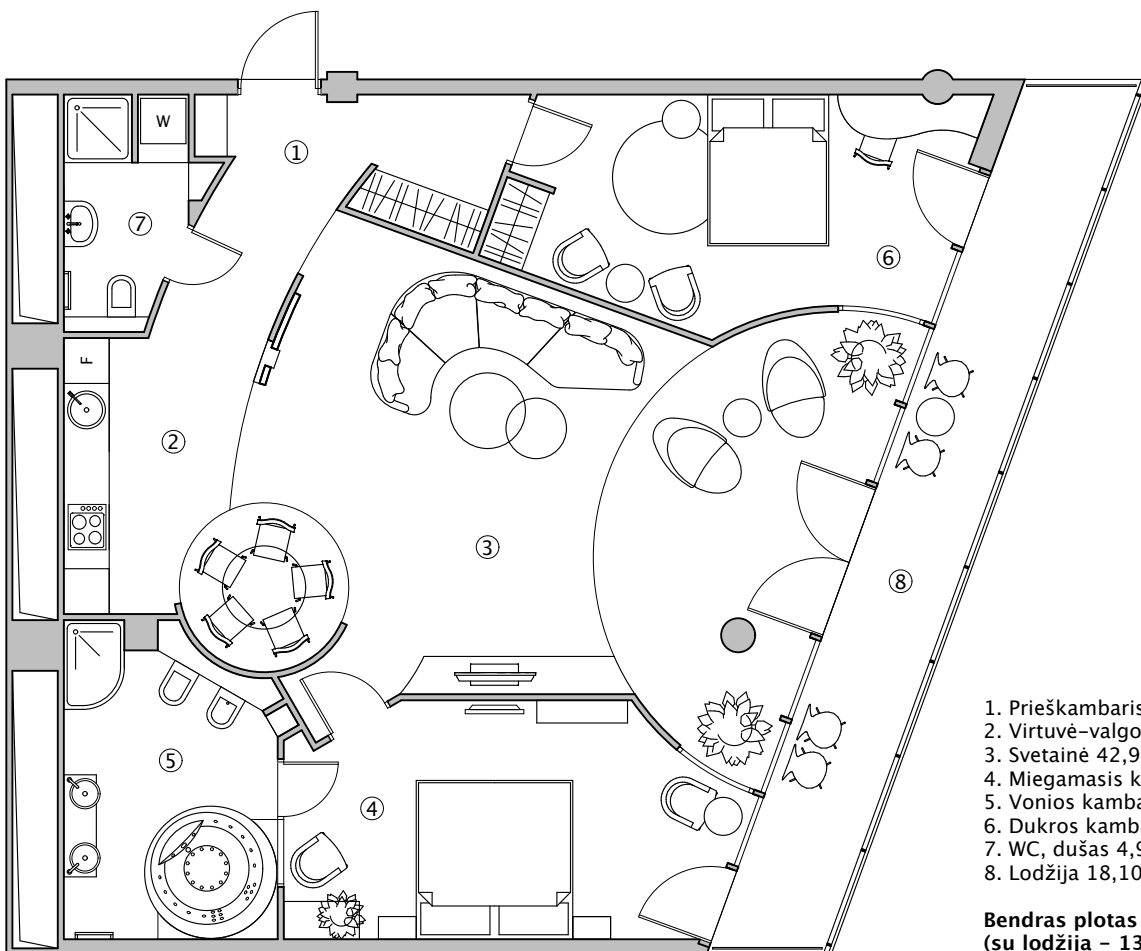 W
①
⑦
⑥
F
②
③
⑧
⑤
④
1. Prieškambaris
2. Virtuvė-valgo
3. Svetainė 42,9
4. Miegamasis k
5. Vonios kamba
6. Dukros kamb
7. WC, dušas 4,9
8. Lodžija 18,10
Bendras plotas
(su lodžija – 13